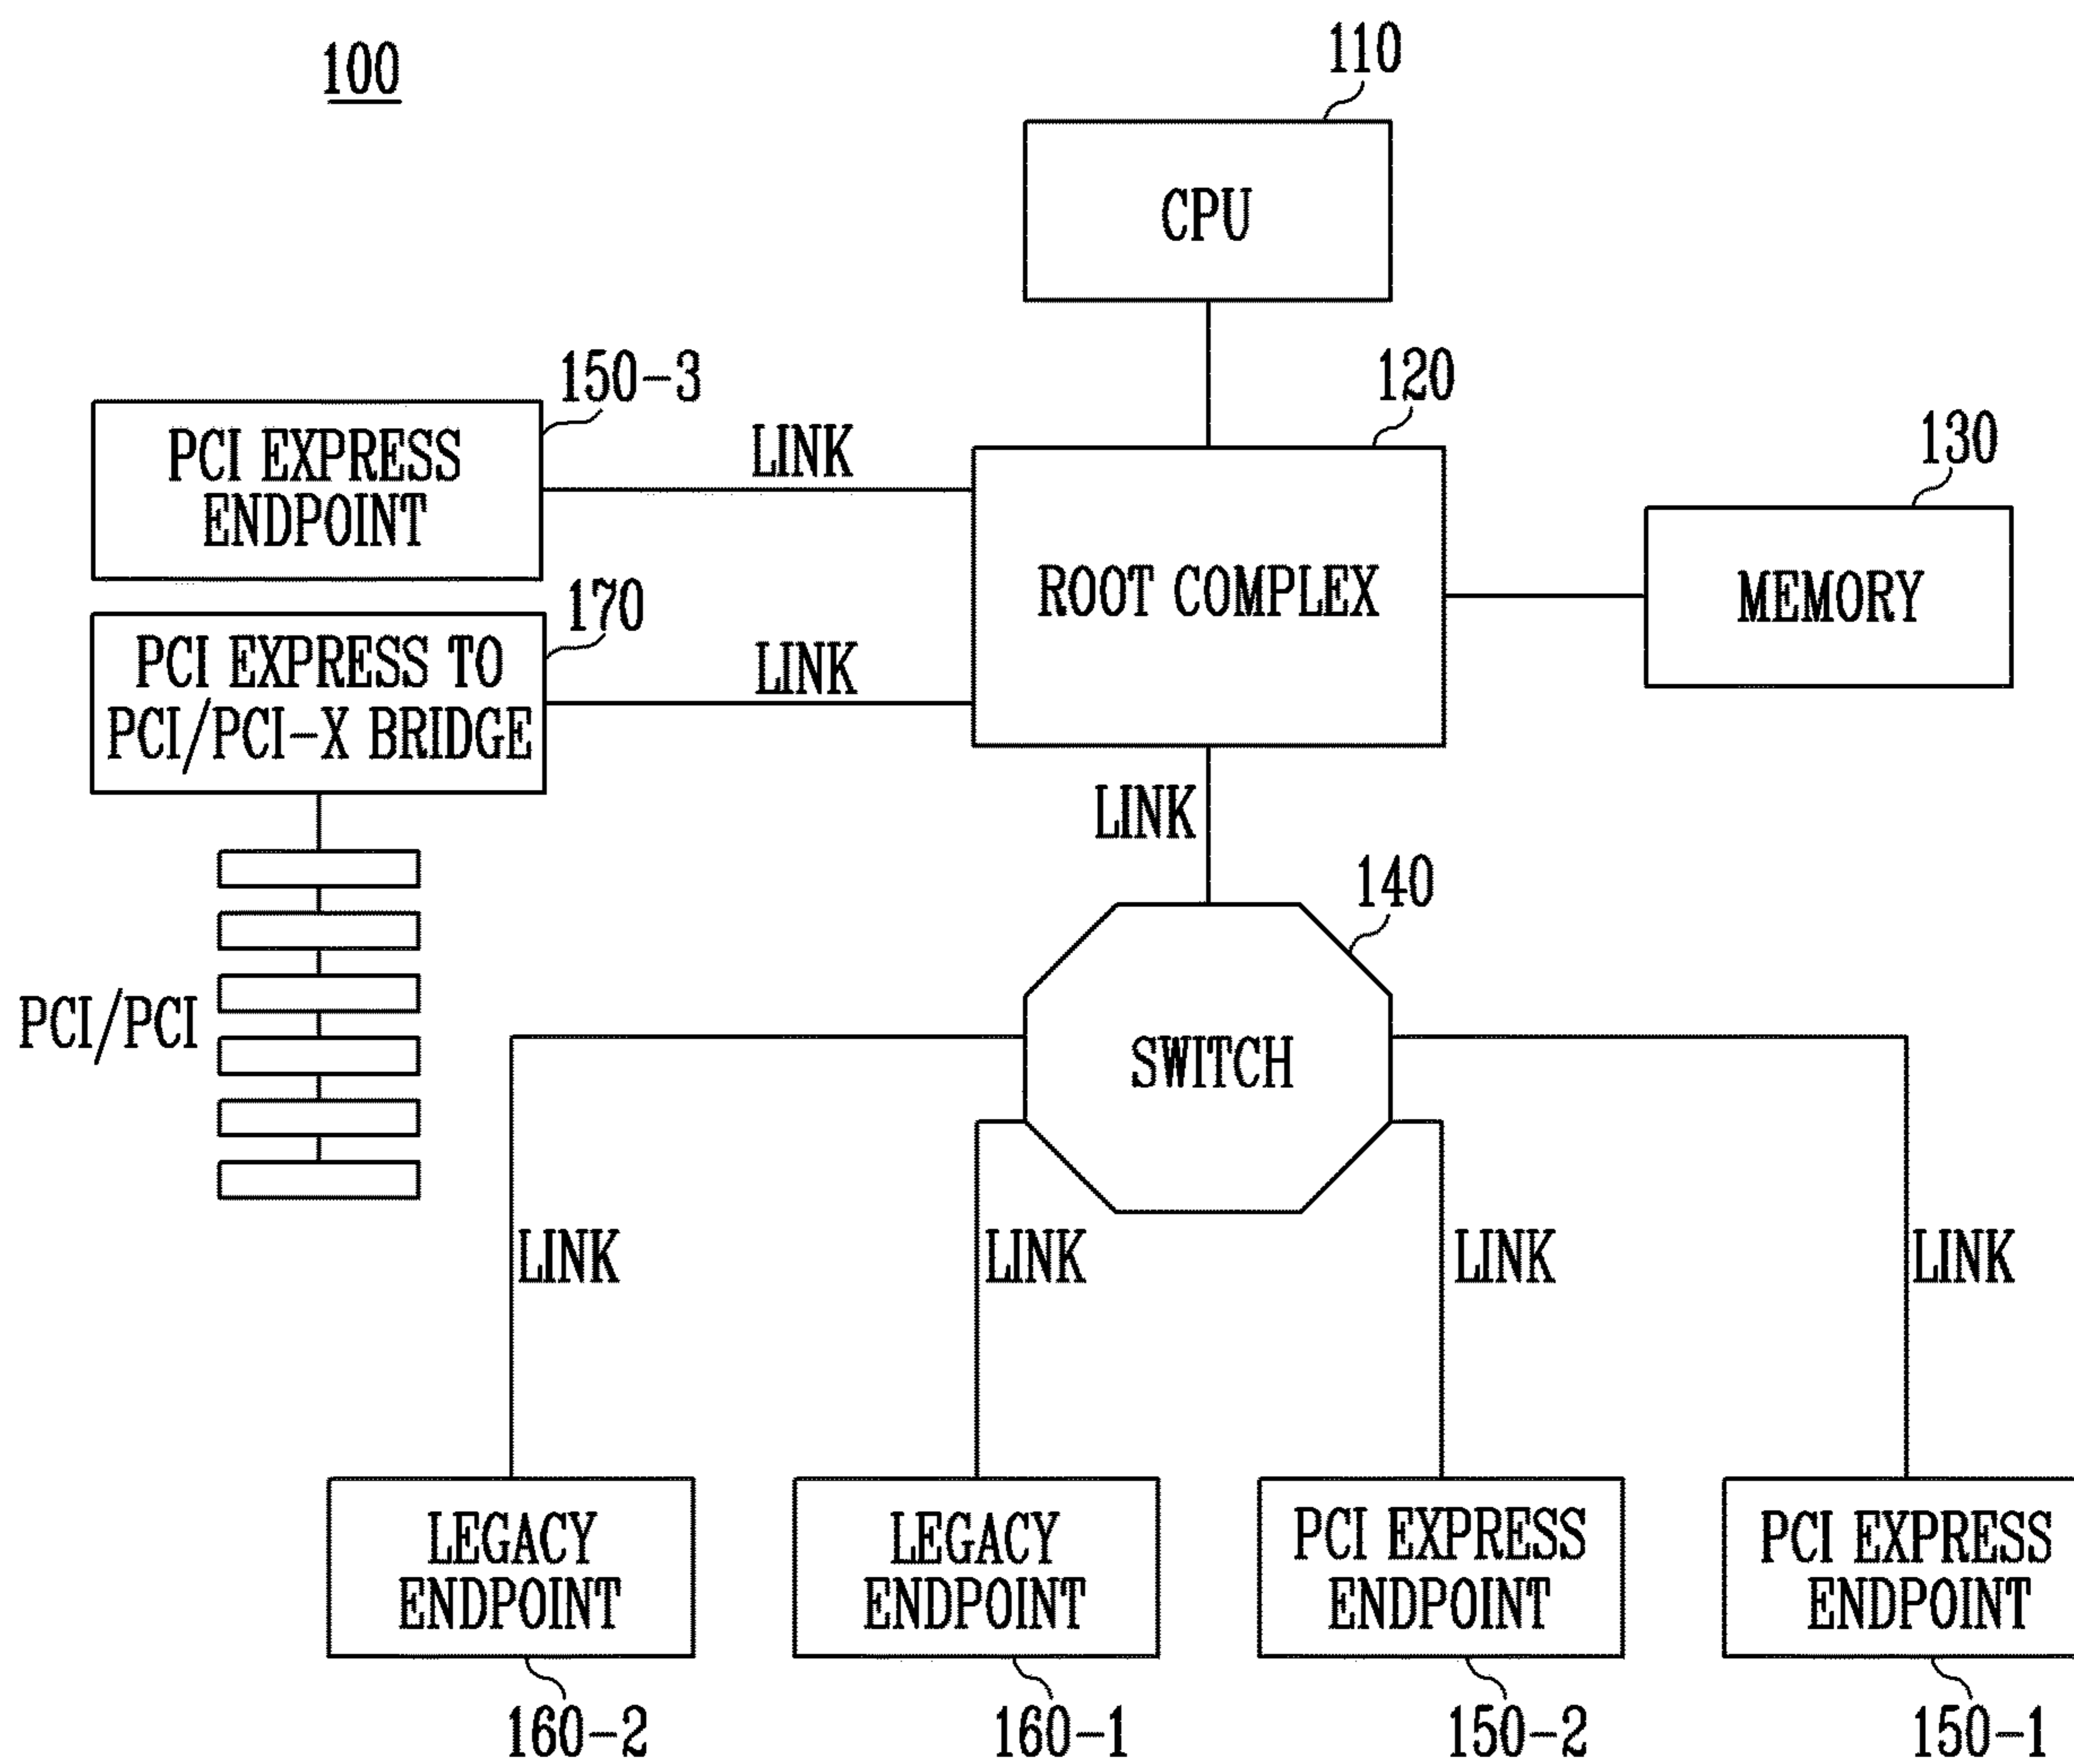 100
110
CPU
150-3
120
PCI EXPRESS
ENDPOINT
LINK
130
ROOT COMPLEX
MEMORY
170
PCI EXPRESS TO
PCI/PCI-X BRIDGE
LINK
LINK
140
PCI/PCI
SWITCH
LINK
LINK
LINK
LINK
LEGACY
ENDPOINT
LEGACY
ENDPOINT
PCI EXPRESS
ENDPOINT
PCI EXPRESS
ENDPOINT
160-2
160-1
150-2
150-1